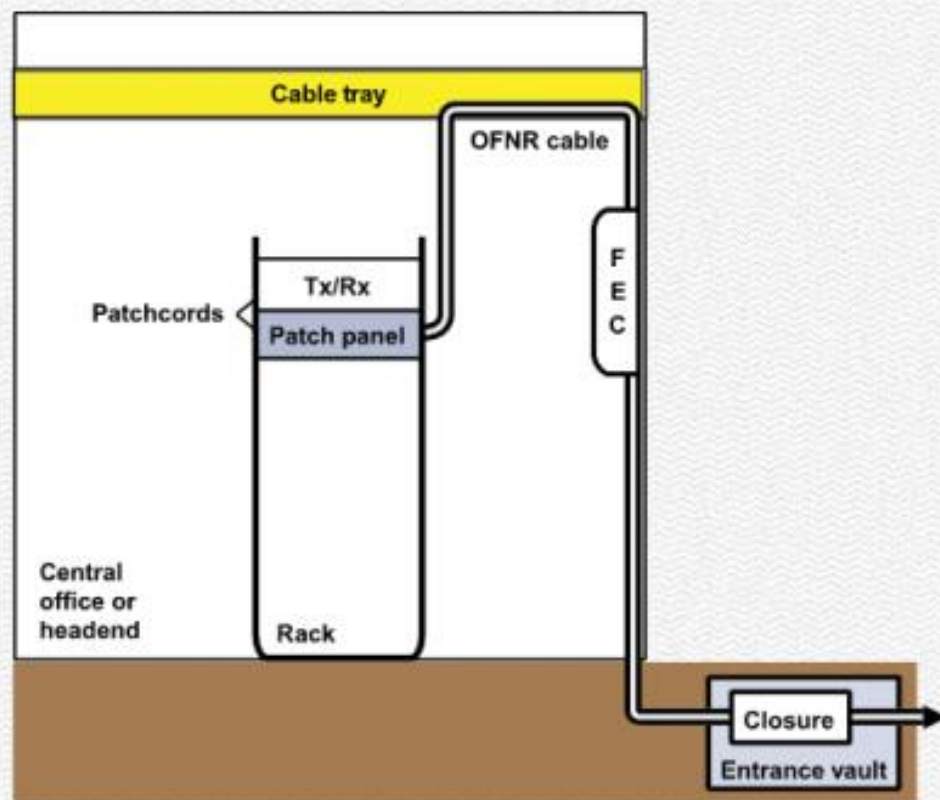 Cable tray
OFNR cable
F
E
C
Tx/Rx
Patchcords
Patch panel
Central
office or
headend
Rack
Closure
Entrance vault